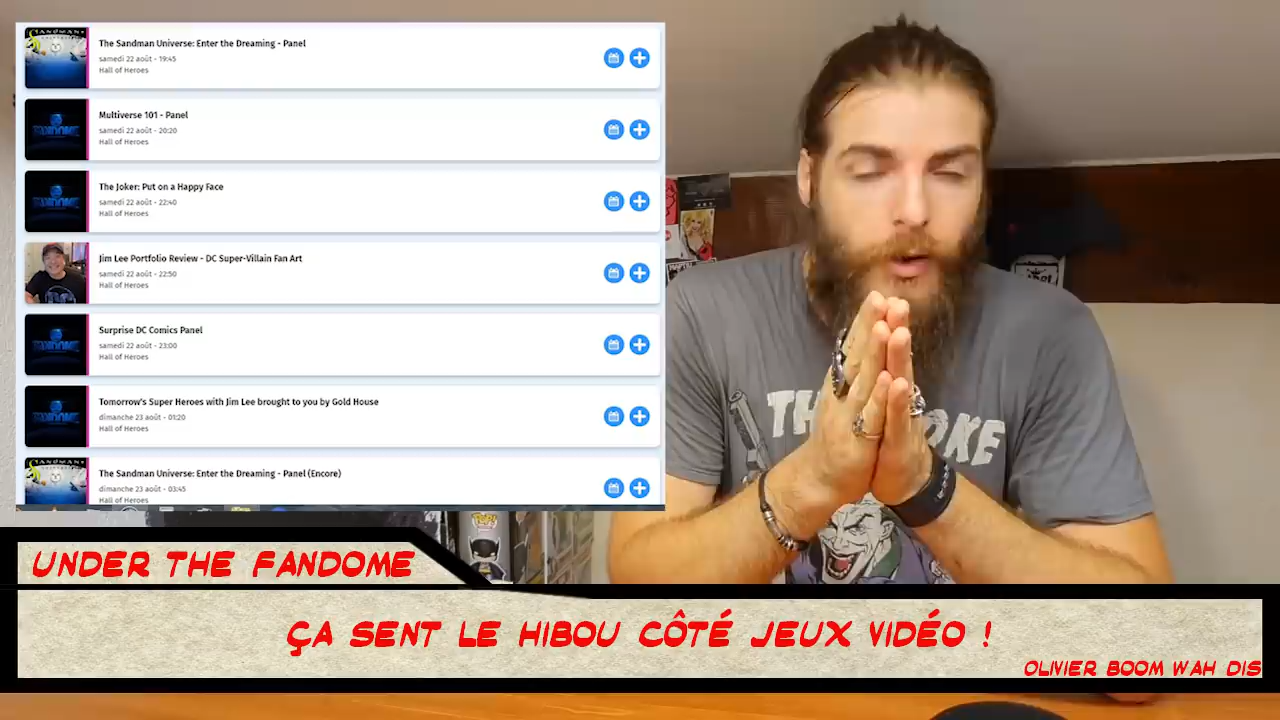 The Sandman Universe: Enter the Dreaming - Panel
samedi 22 août - 19:45
Hall of Heroes
Multiverse 101 - Panel
samedi 22 août - 20:20
Hall of Heroes
FANDOME
The Joker: Put on a Happy Face
samedi 22 août - 22:40
Hall of Heroes
FANDOME
Jim Lee Portfolio Review - DC Super-Villain Fan Art
samedi 22 août - 22:50
Hall of Heroes
Surprise DC Comics Panel
samedi 22 août - 23:00
Hall of Heroes
FANDOME
Tomorrow's Super Heroes with Jim Lee brought to you by Gold House
dimanche 23 août - 01:20
Hall of Heroes
FANDOME
The Sandman Universe: Enter the Dreaming - Panel (Encore)
dimanche 23 août - 03:45
Hall of Heroes
POP!
UNDER THE FANDOME
ÇA SENT LE HIBOU CÔTÉ JEUX VIDÉO !
OLIVIER BOOM WAH DIS